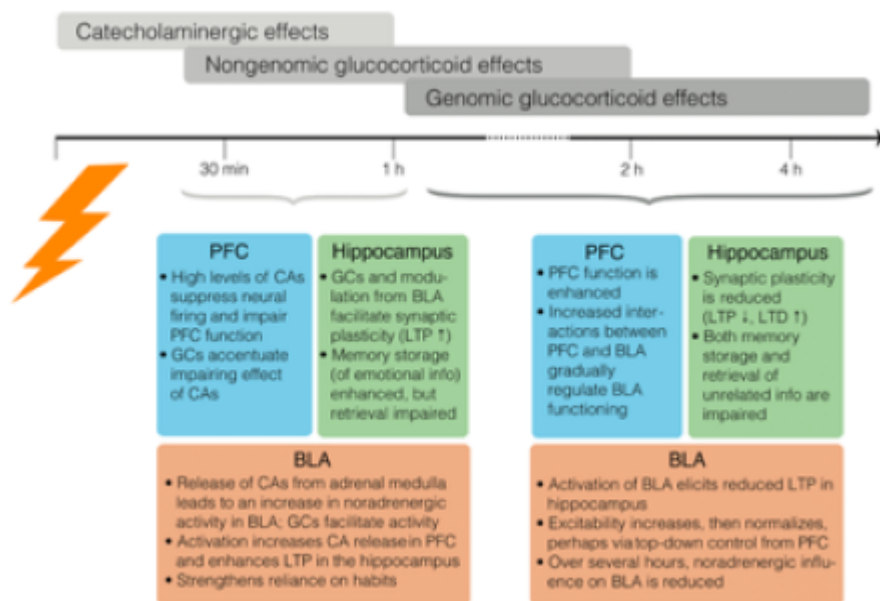 Catecholaminergic effects
Nongenomic glucocorticoid effects
Genomic glucocorticoid effects
30 min
1 h
2 h
4 h
PFC
• High levels of CAs
suppress neural
firing and impair
PFC function
• GCs accentuate
impairing effect
of CAs
Hippocampus
• GCs and modu-
lation from BLA
facilitate synaptic
plasticity (LTP ↑)
• Memory storage
(of emotional info)
enhanced, but
retrieval impaired
BLA
• Release of CAs from adrenal medulla
leads to an increase in noradrenergic
activity in BLA; GCs facilitate activity
• Activation increases CA release in PFC
and enhances LTP in the hippocampus
• Strengthens reliance on habits
PFC
• PFC function is
enhanced
• Increased inter-
actions between
PFC and BLA
gradually
regulate BLA
functioning
Hippocampus
• Synaptic plasticity
is reduced
(LTP ↓, LTD ↑)
• Both memory
storage and
retrieval of
unrelated info are
impaired
BLA
• Activation of BLA elicits reduced LTP in
hippocampus
• Excitability increases, then normalizes,
perhaps via top-down control from PFC
• Over several hours, noradrenergic influ-
ence on BLA is reduced